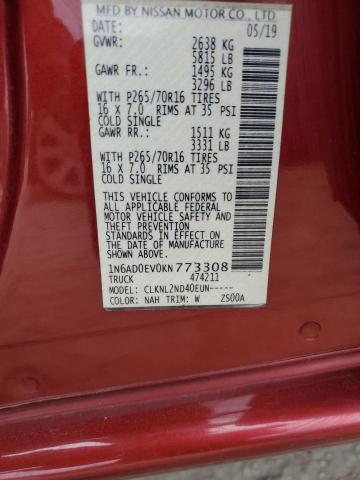 MFD BY NISSAN MOTOR CO., LTD.
DATE: 05/19
GVWR: 2638 KG
5815 LB
GAWR FR.: 1495 KG
3296 LB
WITH P265/70R16 TIRES
16 X 7.0 RIMS AT 35 PSI
COLD SINGLE
GAWR RR.: 1511 KG
3331 LB
WITH P265/70R16 TIRES
16 X 7.0 RIMS AT 35 PSI
COLD SINGLE
THIS VEHICLE CONFORMS TO
ALL APPLICABLE FEDERAL
MOTOR VEHICLE SAFETY
AND THEFT PREVENTION
STANDARDS IN EFFECT ON
THE DATE OF MANUFACTURE
SHOWN ABOVE.
1N6AD0EV0KN773308
TRUCK 474211
MODEL: CLKNL2ND40EUN-----
COLOR: NAH TRIM: W ZS00A